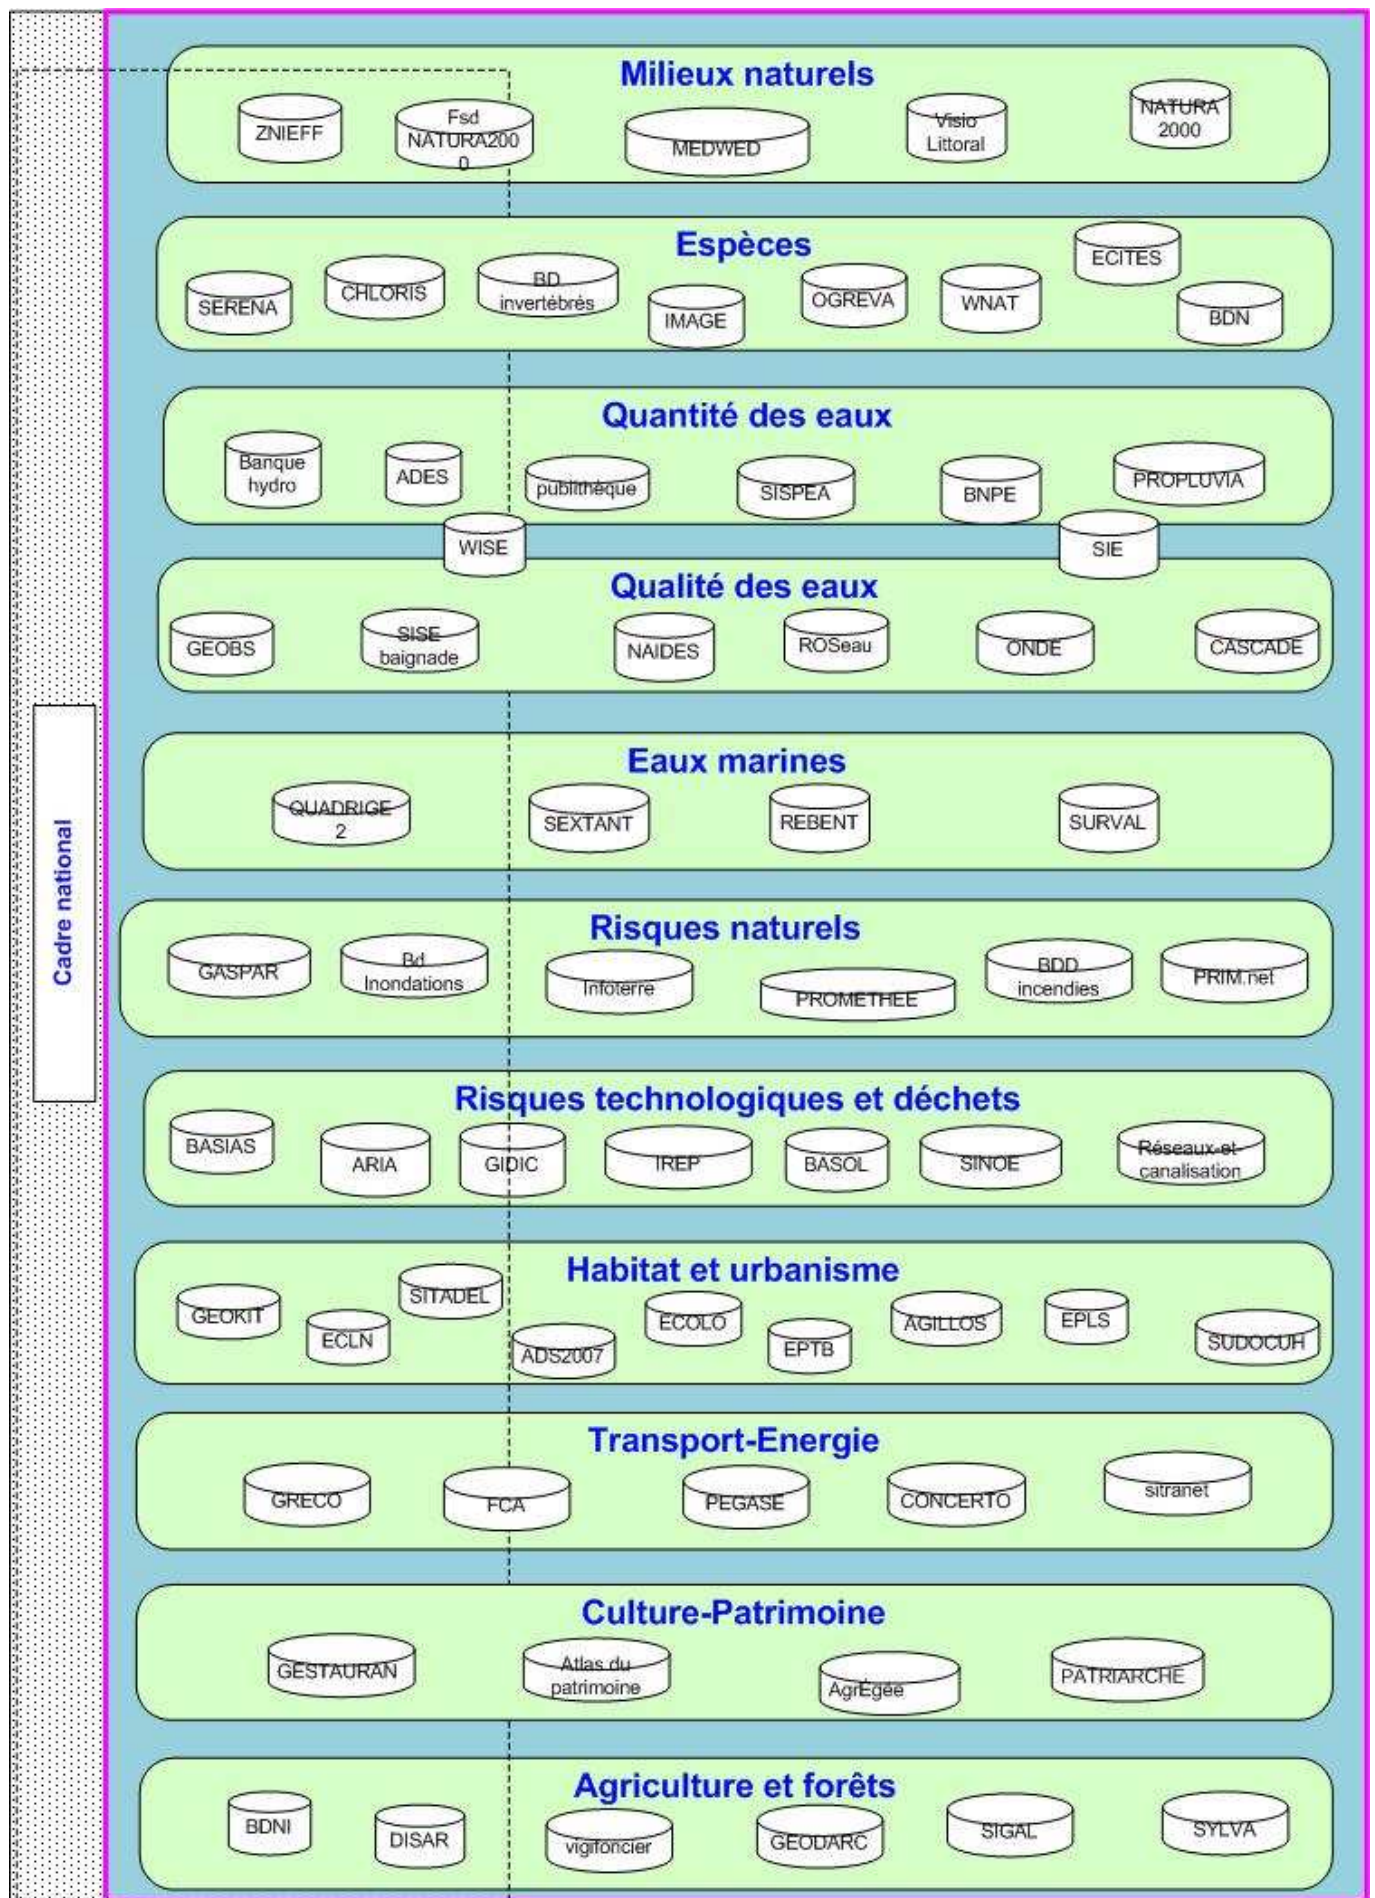 Cadre national
Milieux naturels
ZNIEFF
Fsd
NATURA200
0
MEDWED
Visio
Littoral
NATURA
2000
Espèces
SERENA
CHLORIS
BD
invertébrés
IMAGE
OGREVA
WNAT
ECITES
BDN
Quantité des eaux
Banque
hydro
ADES
publithèque
SISPEA
BNPE
PROPLUVIA
WISE
SIE
Qualité des eaux
GEOBS
SISE
baignade
NAIDES
ROSeau
ONDE
CASCADE
Eaux marines
QUADRIGE
2
SEXTANT
REBENT
SURVAL
Risques naturels
GASPAR
Bd
Inondations
Infoterre
PROMETHEE
BDD
incendies
PRIM.net
Risques technologiques et déchets
BASIAS
ARIA
GIDIC
IREP
BASOL
SINOE
Réseaux et
canalisation
Habitat et urbanisme
GEOKIT
ECLN
SITADEL
ADS2007
ECOLO
EPTB
AGILLOS
EPLS
SUDOCUH
Transport-Energie
GRECO
FCA
PEGASE
CONCERTO
sitranet
Culture-Patrimoine
GESTAURAN
Atlas du
patrimoine
AgrÉgée
PATRIARCHE
Agriculture et forêts
BDNI
DISAR
vigifoncier
GEODARC
SIGAL
SYLVA